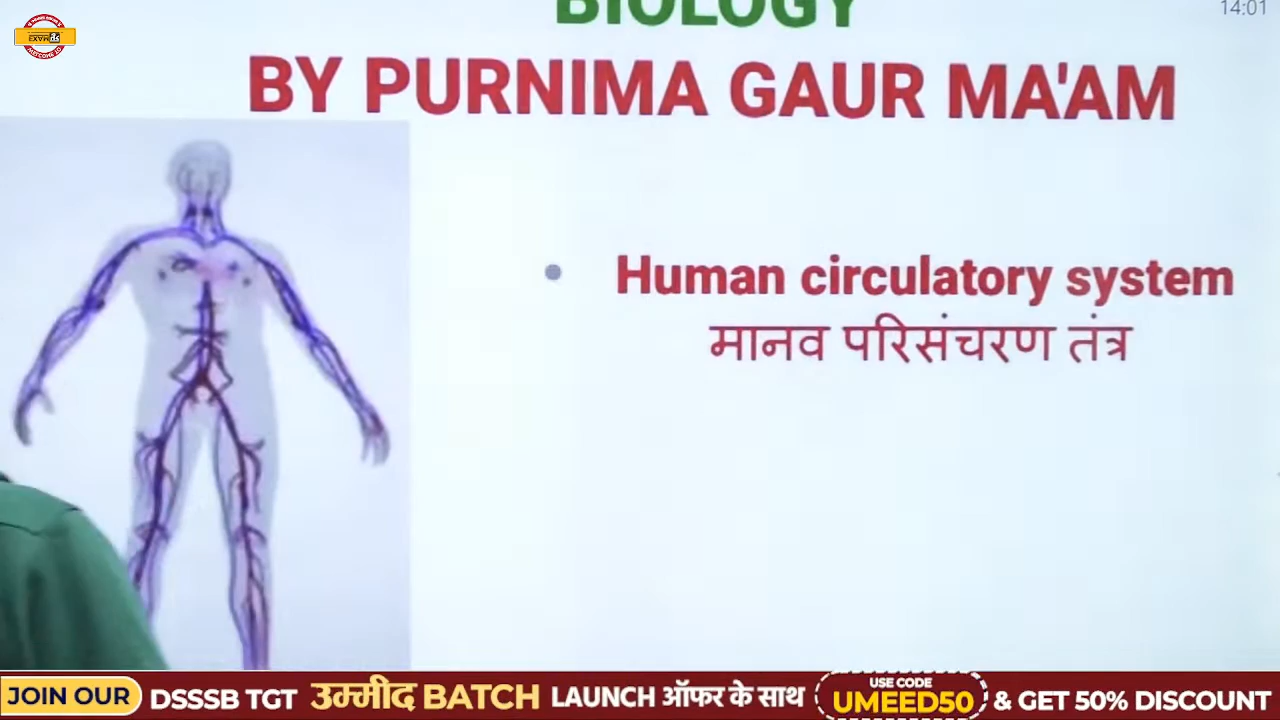 14:01
BIOLOGY
BY PURNIMA GAUR MA'AM
Human circulatory system
मानव परिसंचरण तंत्र
JOIN OUR DSSSB TGT उम्मीद BATCH LAUNCH ऑफर के साथ USE CODE UMEED50 & GET 50% DISCOUNT